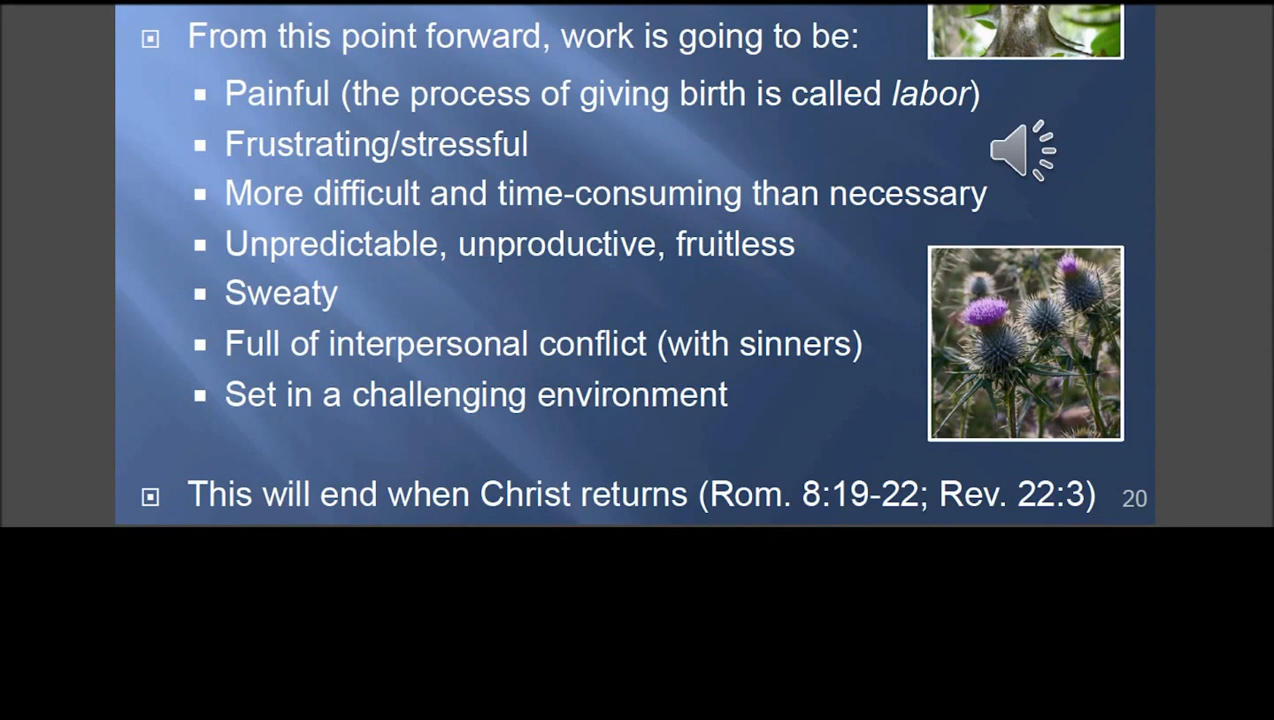 From this point forward, work is going to be:
Painful (the process of giving birth is called labor)
Frustrating/stressful
More difficult and time-consuming than necessary
Unpredictable, unproductive, fruitless
Sweaty
Full of interpersonal conflict (with sinners)
Set in a challenging environment
This will end when Christ returns (Rom. 8:19-22; Rev. 22:3)
20